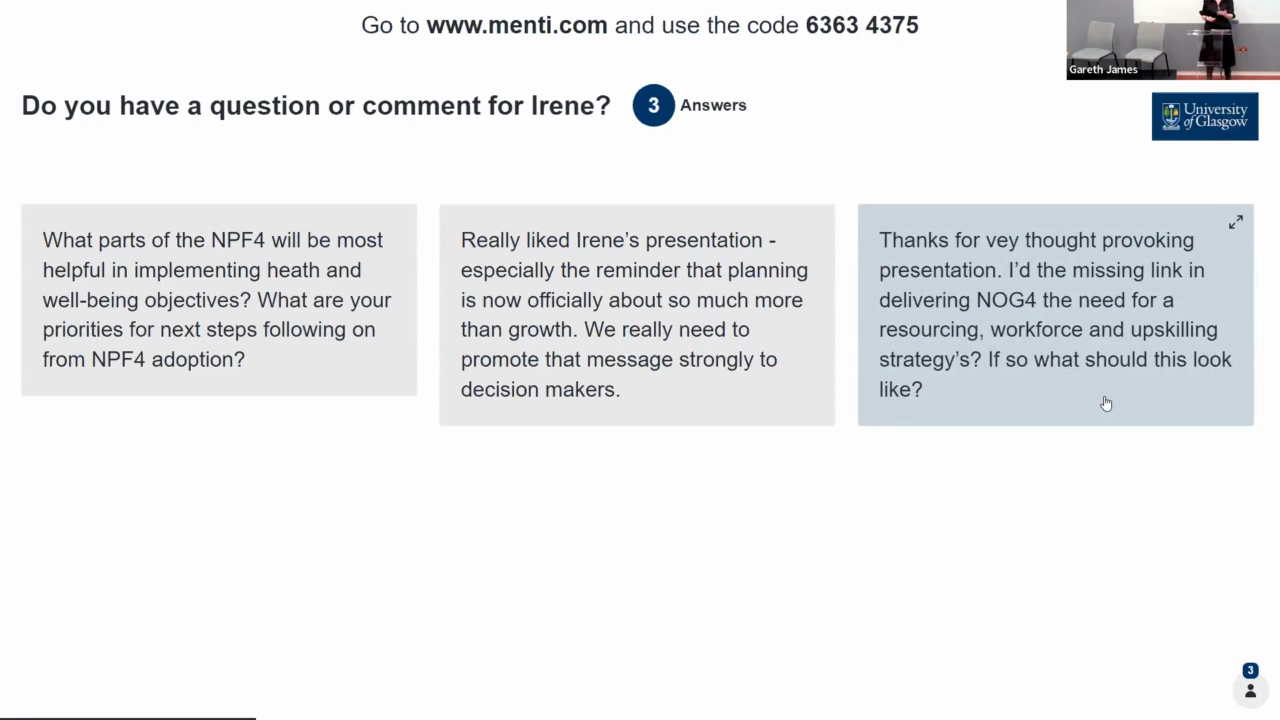 Go to www.menti.com and use the code 6363 4375
Gareth James
Do you have a question or comment for Irene?
3 Answers
University
of Glasgow
What parts of the NPF4 will be most
helpful in implementing heath and
well-being objectives? What are your
priorities for next steps following on
from NPF4 adoption?
Really liked Irene’s presentation -
especially the reminder that planning
is now officially about so much more
than growth. We really need to
promote that message strongly to
decision makers.
Thanks for vey thought provoking
presentation. I’d the missing link in
delivering NOG4 the need for a
resourcing, workforce and upskilling
strategy’s? If so what should this look
like?
3